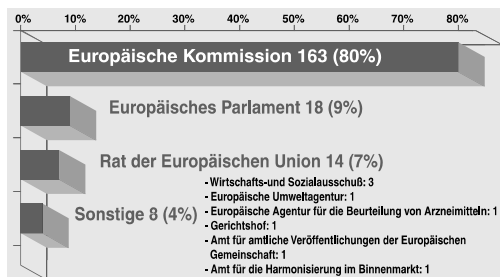 0% 10% 20% 30% 40% 50% 60% 70% 80%
Europäische Kommission 163 (80%)
Europäisches Parlament 18 (9%)
Rat der Europäischen Union 14 (7%)
Sonstige 8 (4%)
- Wirtschafts-und Sozialausschuß: 3
- Europäische Umweltagentur: 1
- Europäische Agentur für die Beurteilung von Arzneimitteln: 1
- Gerichtshof: 1
- Amt für amtliche Veröffentlichungen der Europäischen
Gemeinschaft: 1
- Amt für die Harmonisierung im Binnenmarkt: 1